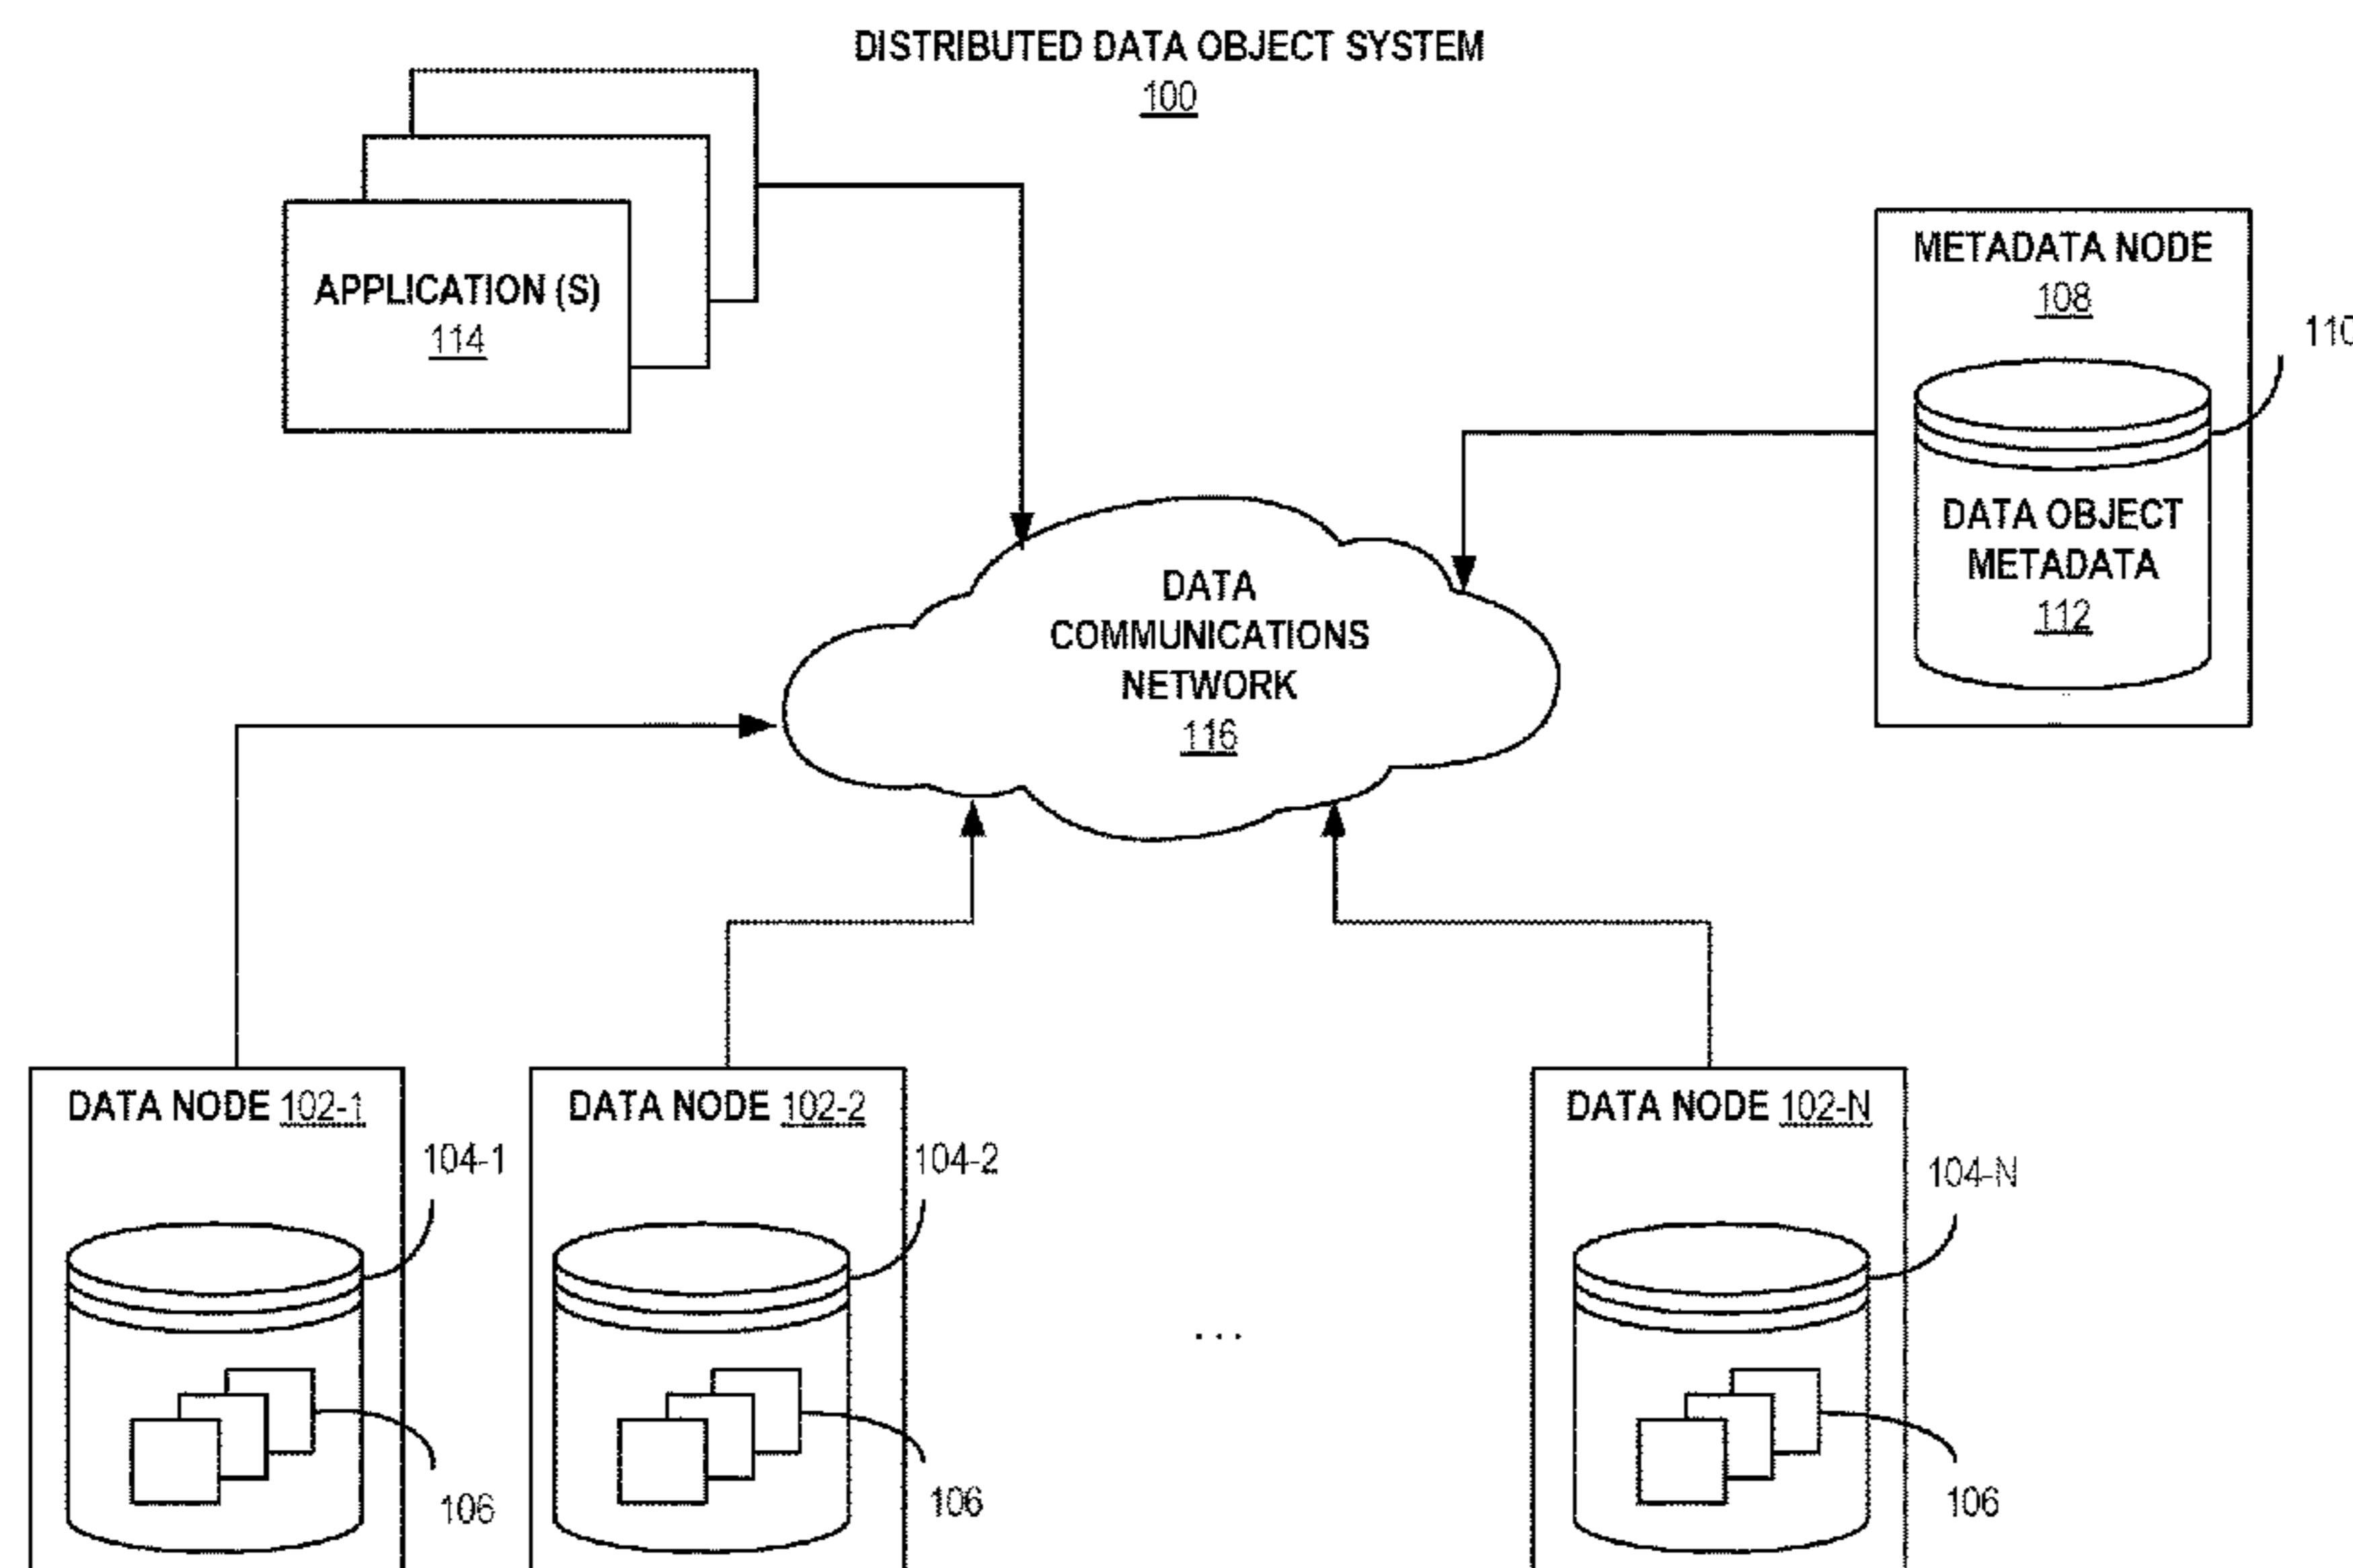 DISTRIBUTED DATA OBJECT SYSTEM
100
APPLICATION (S)
114
METADATA NODE
108
110
DATA OBJECT
METADATA
112
DATA
COMMUNICATIONS
NETWORK
116
DATA NODE 102-1
104-1
106
DATA NODE 102-2
104-2
106
...
DATA NODE 102-N
104-N
106